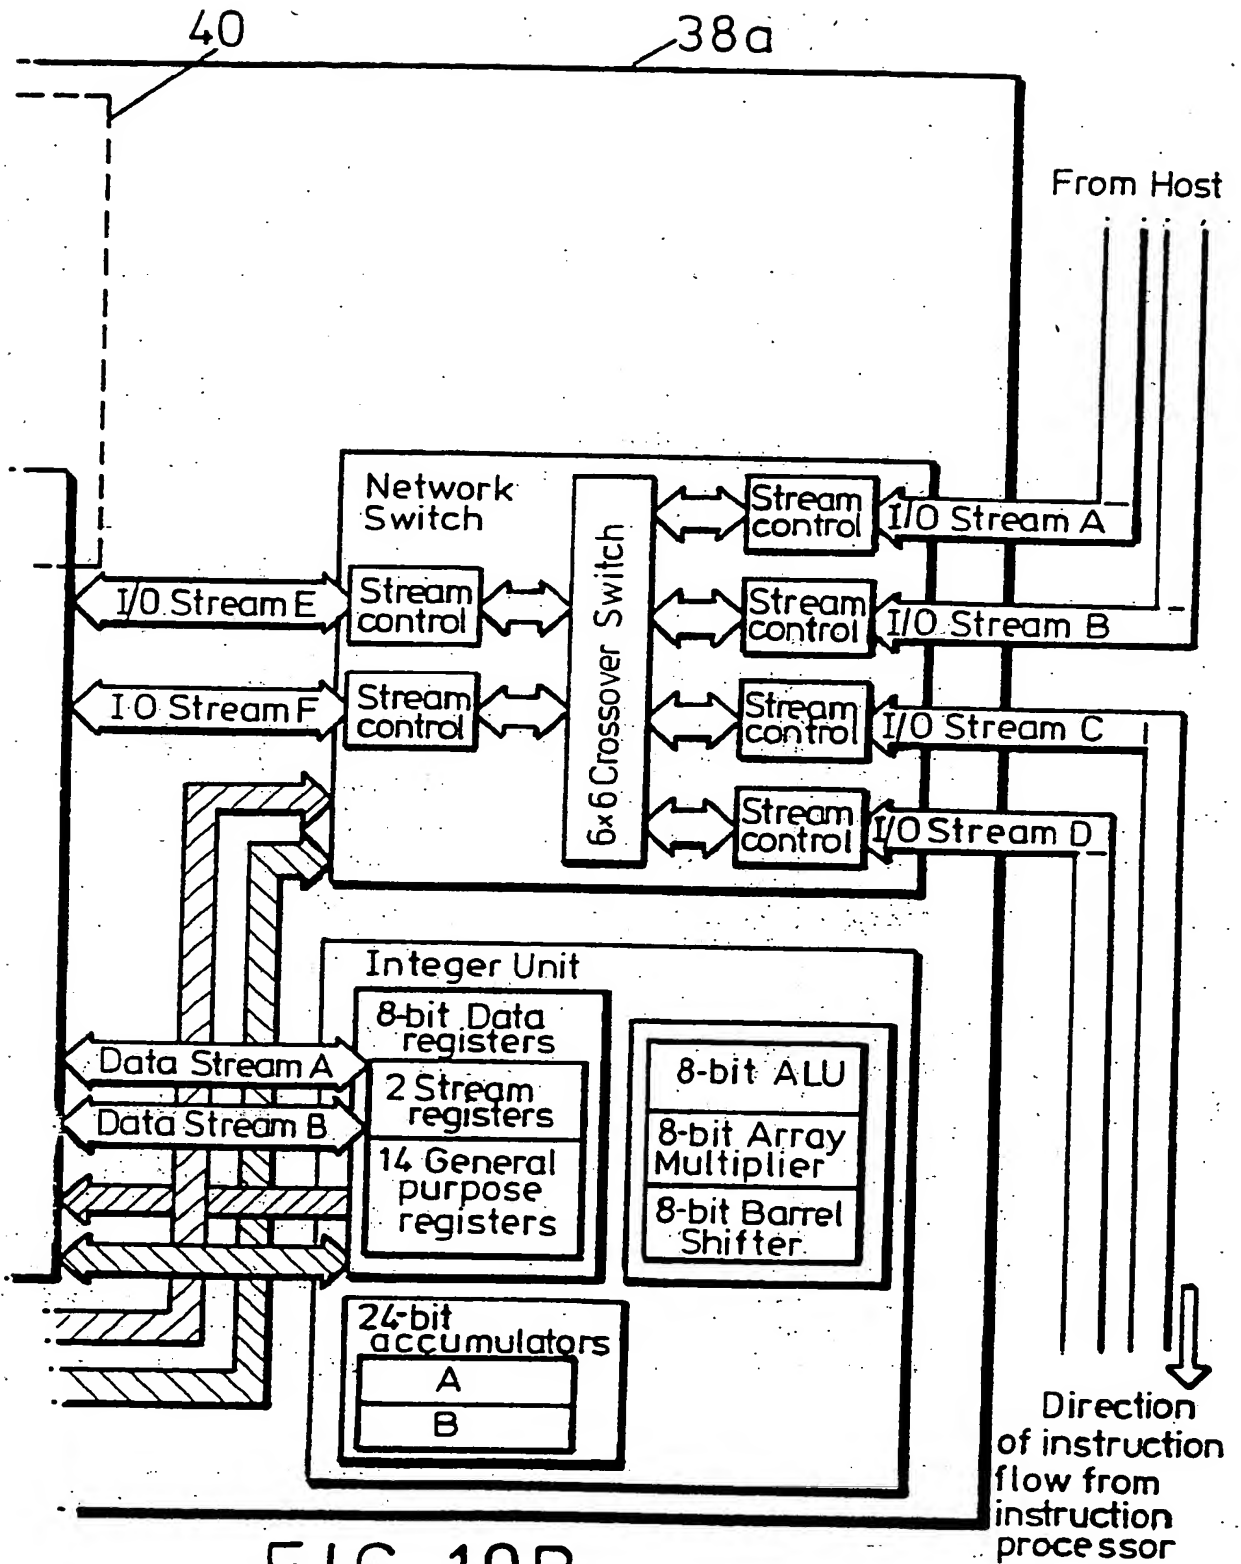 40
38a
From Host
Network
Switch
6x6 Crossover Switch
Stream
control
I/O Stream A
I/O Stream E
Stream
control
Stream
control
I/O Stream B
I O Stream F
Stream
control
Stream
control
I/O Stream C
Stream
control
I/O Stream D
Integer Unit
8-bit Data
registers
Data Stream A
2 Stream
registers
Data Stream B
14 General
purpose
registers
8-bit ALU
8-bit Array
Multiplier
8-bit Barrel
Shifter
24-bit
accumulators
A
B
Direction
of instruction
flow from
instruction
processor
FIG. 10B